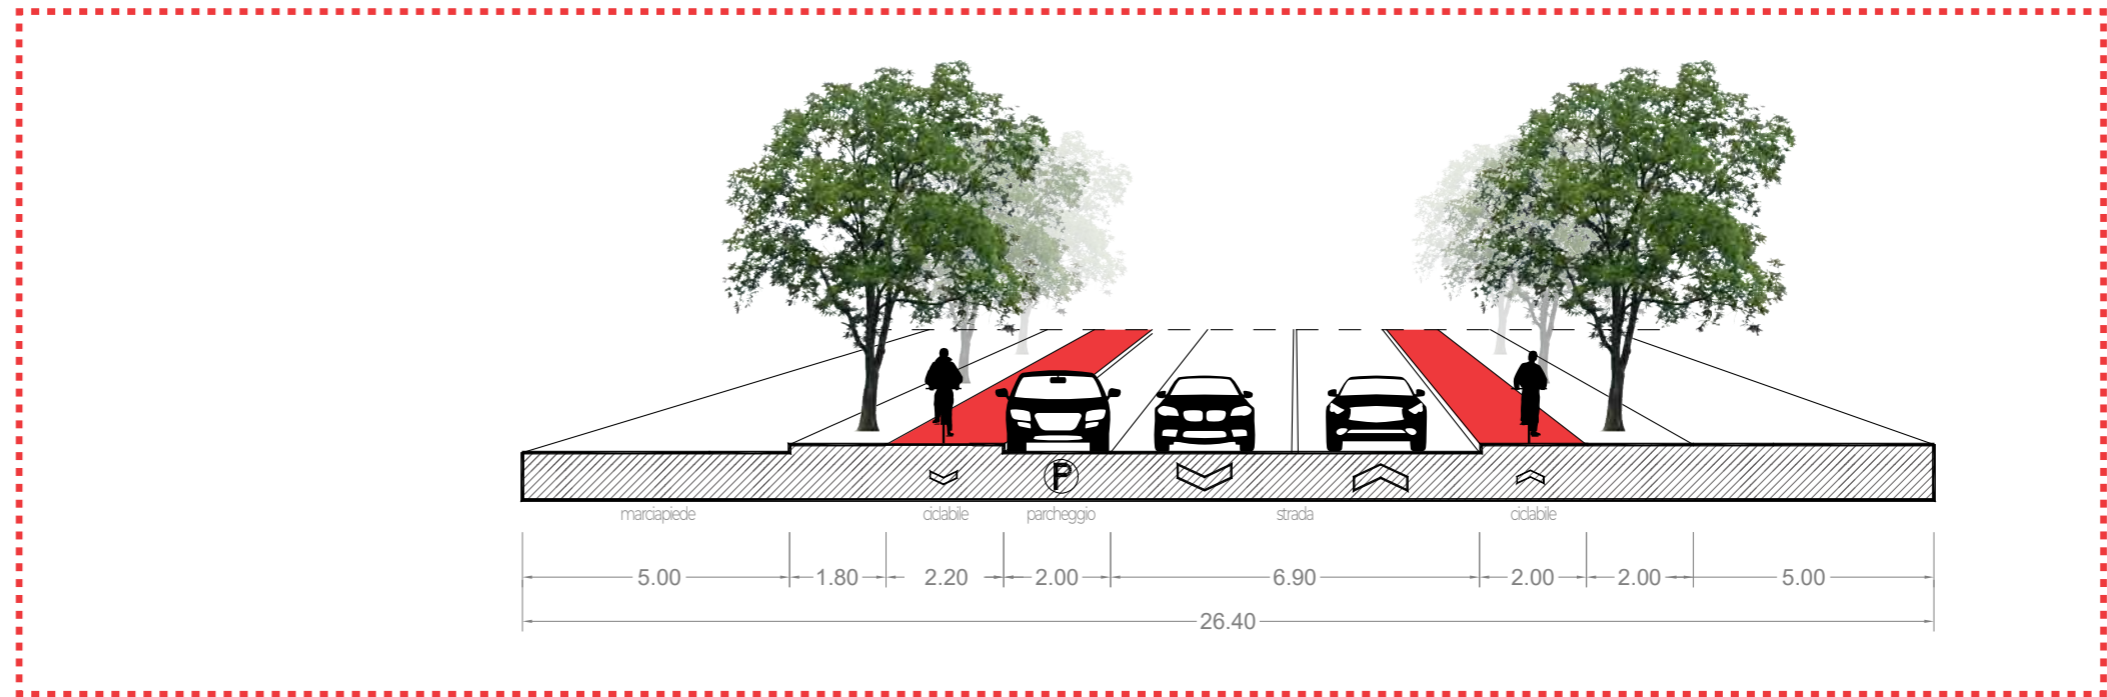 P
marciapiede ciclabile parcheggio strada ciclabile
5.00 1.80 2.20 2.00 6.90 2.00 2.00 5.00
26.40